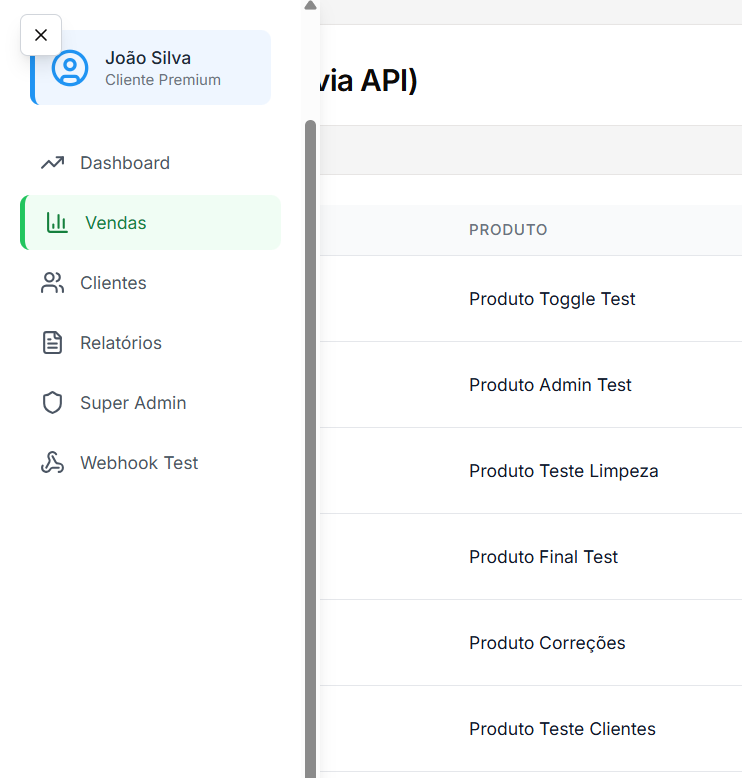 João Silva
Cliente Premium
Dashboard
Vendas
Clientes
Relatórios
Super Admin
Webhook Test
via API)
PRODUTO
Produto Toggle Test
Produto Admin Test
Produto Teste Limpeza
Produto Final Test
Produto Correções
Produto Teste Clientes